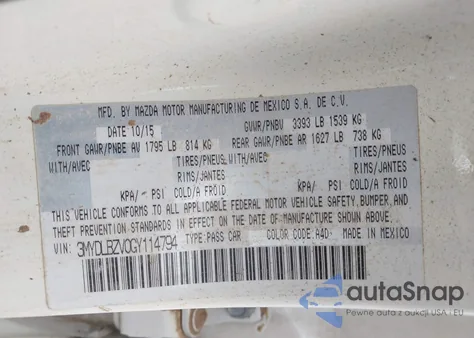 MFD. BY MAZDA MOTOR MANUFACTURING DE MEXICO S.A. DE C.V.
DATE 10/15 GVWR/PNBV 3393 LB 1539 KG
FRONT GAWR/PNBE AV 1795 LB 814 KG REAR GAWR/PNBE AR 1627 LB 738 KG
WITH/AVEC TIRES/PNEUS WITH/AVEC TIRES/PNEUS
RIMS/JANTES RIMS/JANTES
KPA/ PSI COLD/A FROID KPA/ PSI COLD/A FROID
THIS VEHICLE CONFORMS TO ALL APPLICABLE FEDERAL MOTOR VEHICLE SAFETY, BUMPER, AND
THEFT PREVENTION STANDARDS IN EFFECT ON THE DATE OF MANUFACTURE SHOWN ABOVE.
VIN: 3MYDLBZV0GY114794 TYPE:PASS CAR COLOR CODE:A4D MADE IN MEXICO
autoSnap
Pewne auta z aukcji USA i EU